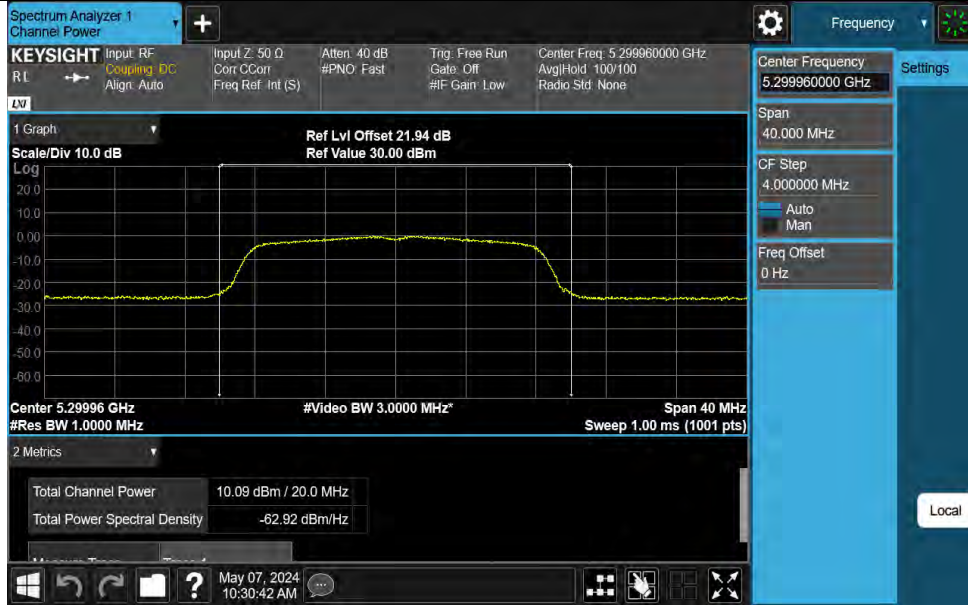 Spectrum Analyzer 1
Channel Power
+
Frequency
KEYSIGHT
RL
LXI
Input: RF
Coupling: DC
Align: Auto
Input Z: 50 Ω
Corr CCorr
Freq Ref: Int (S)
Atten: 40 dB
#PNO: Fast
Trig: Free Run
Gate: Off
#IF Gain: Low
Center Freq: 5.299960000 GHz
Avg|Hold: 100/100
Radio Std: None
Center Frequency
5.299960000 GHz
Settings
Span
40.000 MHz
CF Step
4.000000 MHz
Auto
Man
Freq Offset
0 Hz
1 Graph
Scale/Div 10.0 dB
Ref Lvl Offset 21.94 dB
Ref Value 30.00 dBm
Log
20.0
10.0
0.00
-10.0
-20.0
-30.0
-40.0
-50.0
-60.0
Center 5.29996 GHz
#Res BW 1.0000 MHz
#Video BW 3.0000 MHz*
Span 40 MHz
Sweep 1.00 ms (1001 pts)
2 Metrics
Total Channel Power 10.09 dBm / 20.0 MHz
Total Power Spectral Density -62.92 dBm/Hz
Local
?
May 07, 2024
10:30:42 AM